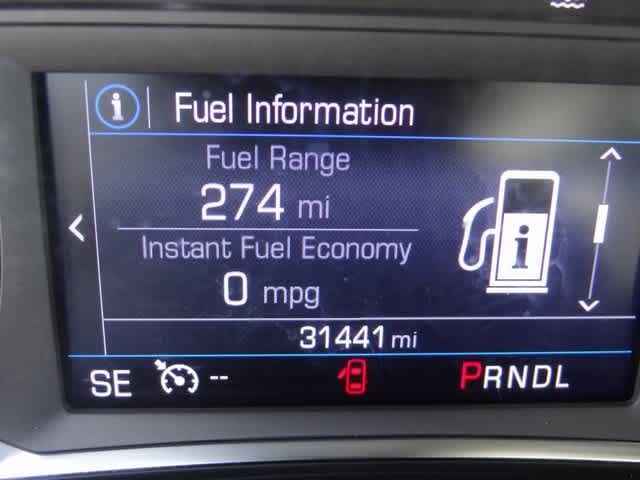 i Fuel Information
Fuel Range
274 mi
Instant Fuel Economy
0 mpg
i
31441 mi
SE -- PRNDL